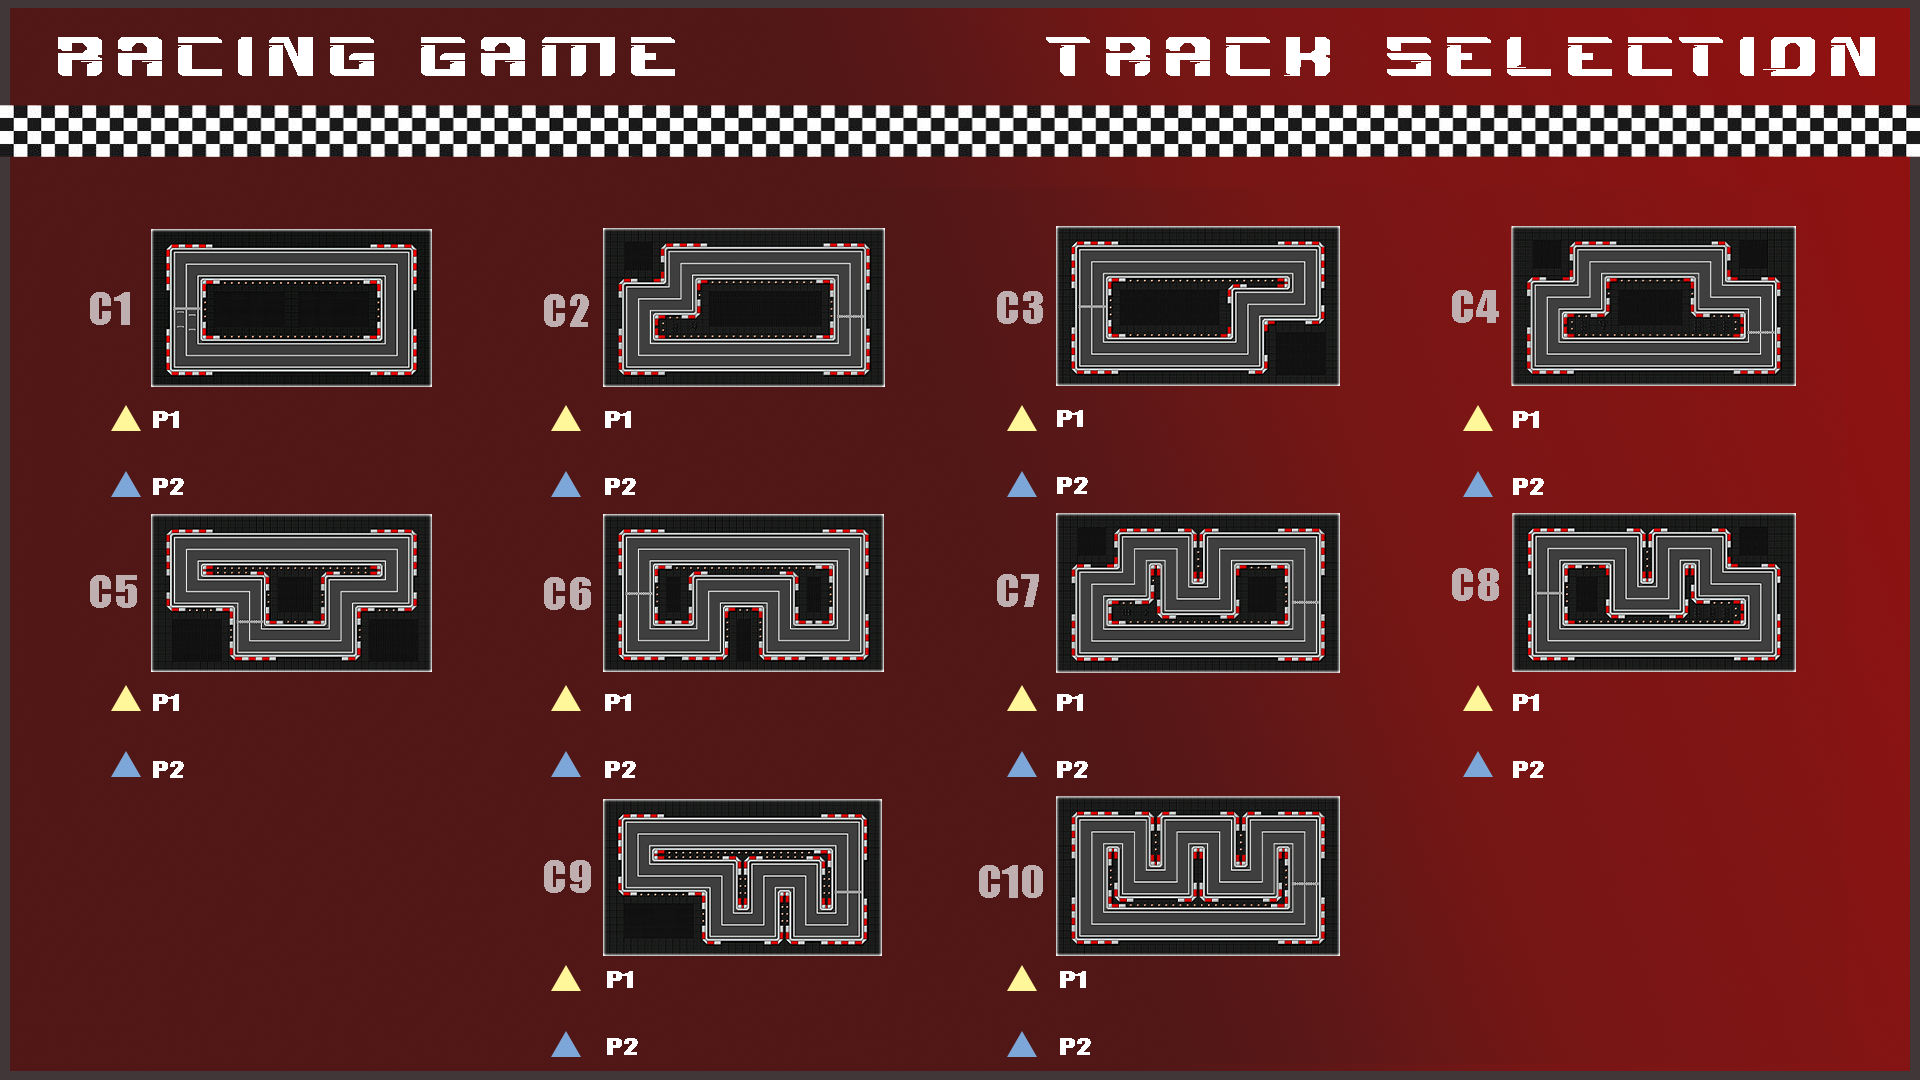 RACING GAME TRACK SELECTION
C1 C2 C3 C4
P1 P1 P1 P1
P2 P2 P2 P2
C5 C6 C7 C8
P1 P1 P1 P1
P2 P2 P2 P2
C9 C10
P1 P1
P2 P2